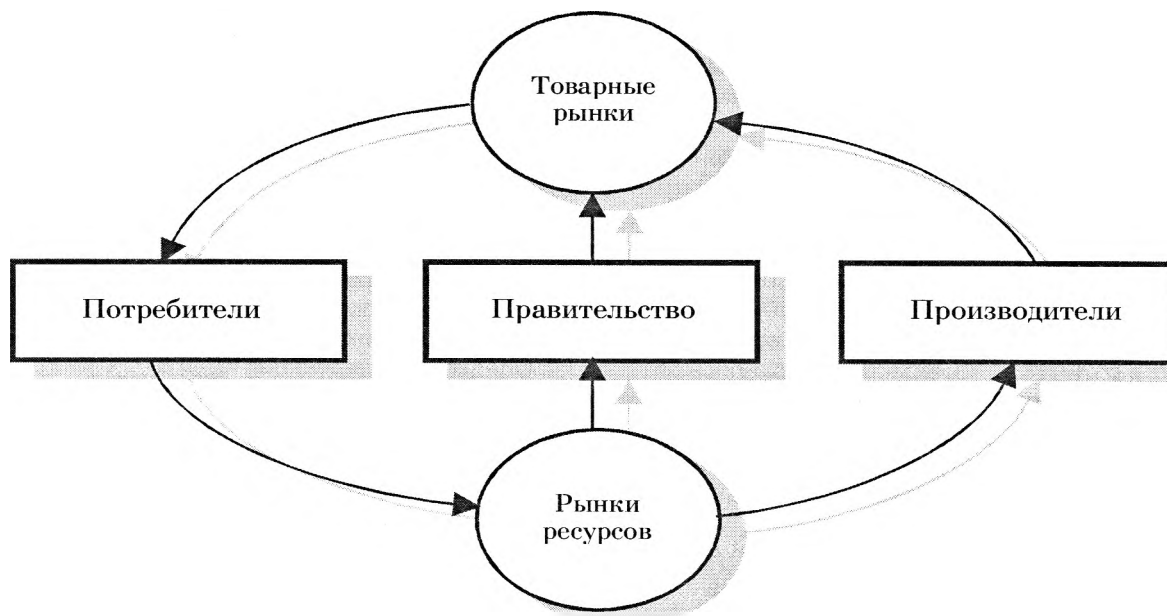 Товарные
рынки
Потребители
Правительство
Производители
Рынки
ресурсов